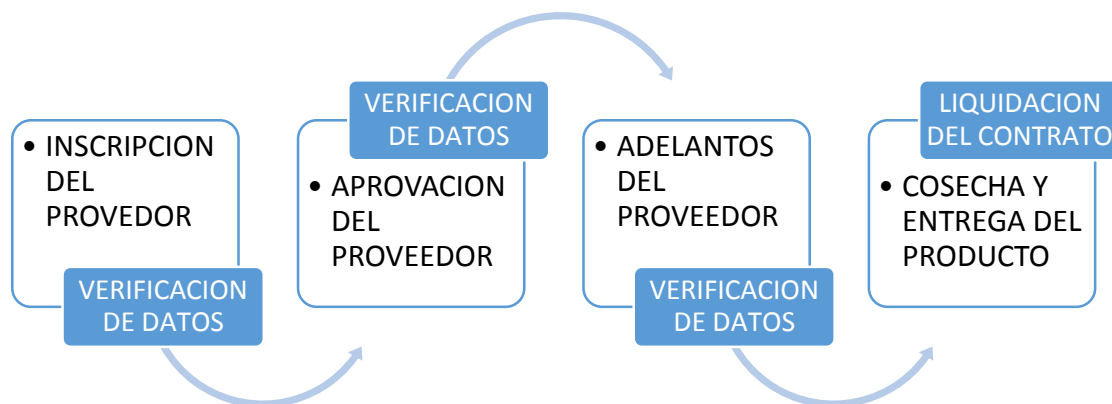 • INSCRIPCION
DEL
PROVEDOR
VERIFICACION
DE DATOS
VERIFICACION
DE DATOS
• APROVACION
DEL
PROVEEDOR
• ADELANTOS
DEL
PROVEEDOR
VERIFICACION
DE DATOS
LIQUIDACION
DEL CONTRATO
• COSECHA Y
ENTREGA DEL
PRODUCTO